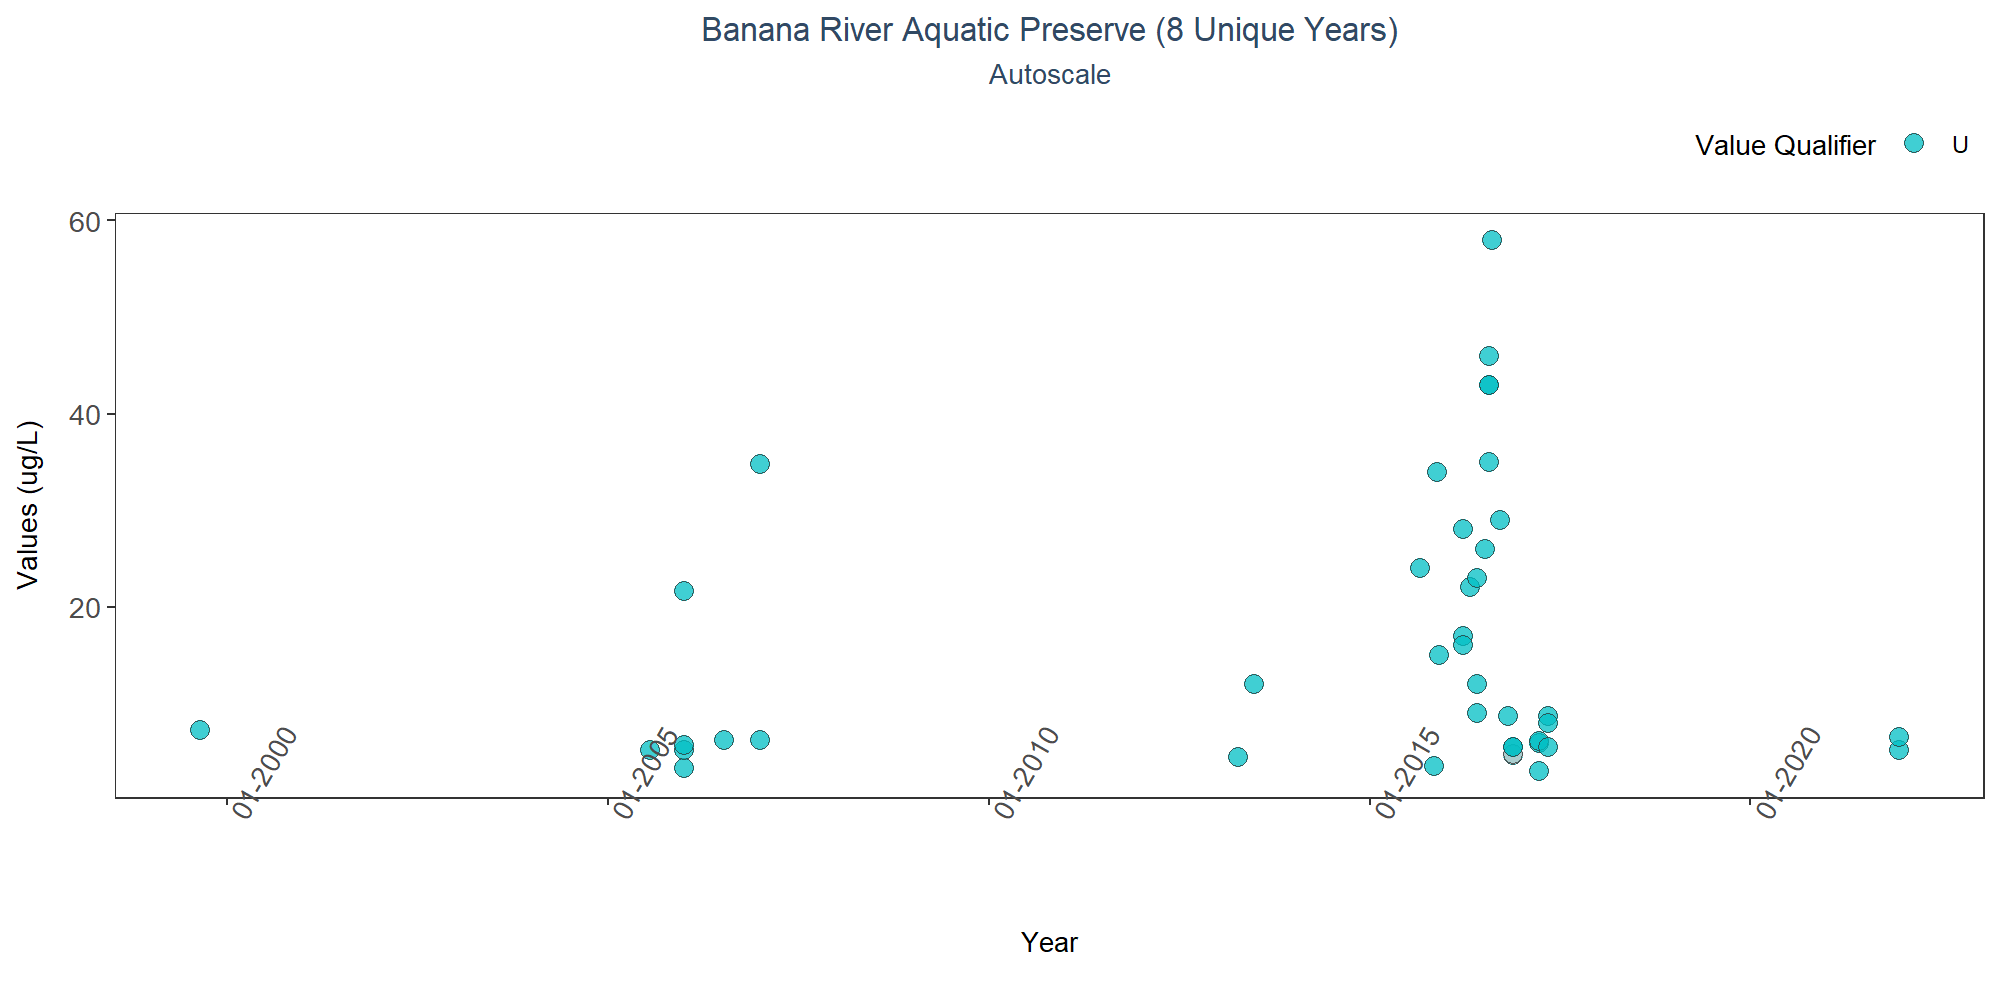 Banana River Aquatic Preserve (8 Unique Years)
Autoscale
Value Qualifier U
60
40
20
Values (ug/L)
01-2000
01-2005
01-2010
01-2015
01-2020
Year